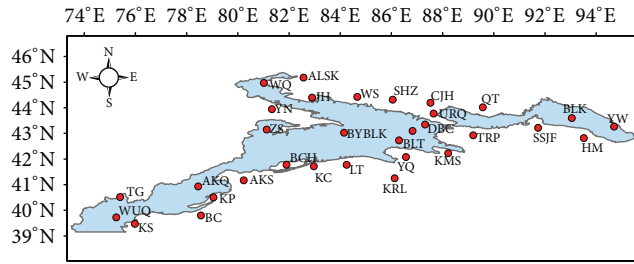 74°E 76°E 78°E 80°E 82°E 84°E 86°E 88°E 90°E 92°E 94°E
46°N
45°N
44°N
43°N
42°N
41°N
40°N
39°N
N
W E
S
WQ
ALSK
JH
WS
SHZ
CJH
QT
BLK
YW
YN
URQ
ZS
BYBLK
DBC
BLT
TRP
SSJF
HM
BCH
KC
LT
YQ
KMS
KRL
AKQ
AKS
TG
KP
WUQ
KS
BC